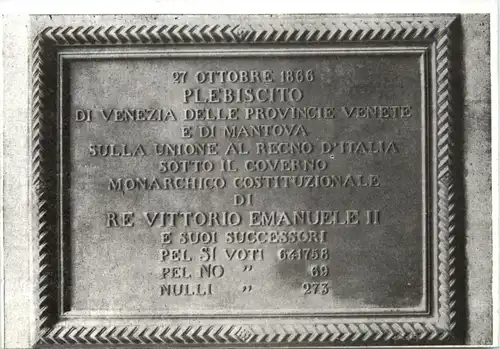 27 OTTOBRE 1866
PLEBISCITO
DI VENEZIA DELLE PROVINCIE VENETE
E DI MANTOVA
SULLA UNIONE AL REGNO D'ITALIA
SOTTO IL GOVERNO
MONARCHICO COSTITUZIONALE
DI
RE VITTORIO EMANUELE II
E SUOI SUCCESSORI
PEL SI VOTI 641758
PEL NO " 69
NULLI " 273